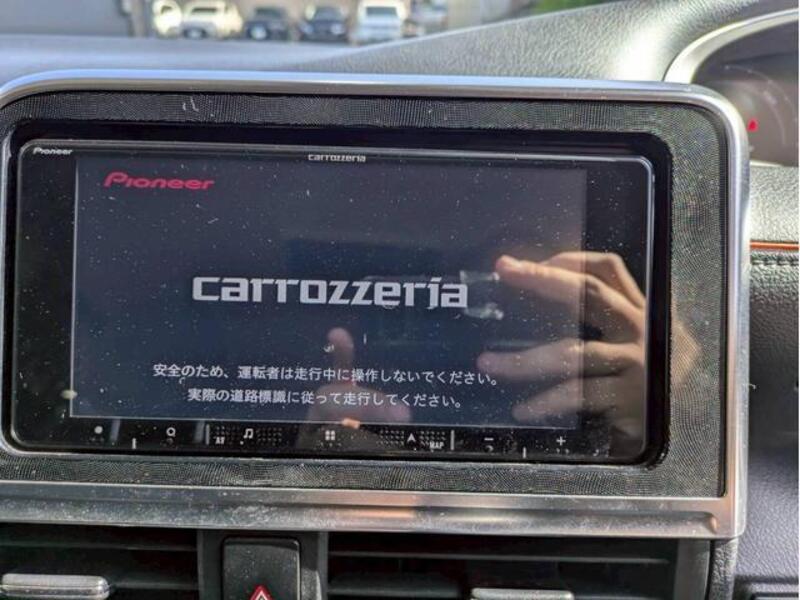 Pioneer
carrozzeria
Pioneer
carrozzeria
安全のため、運転者は走行中に操作しないでください。
実際の道路標識に従って走行してください。
AV
MAP
− +